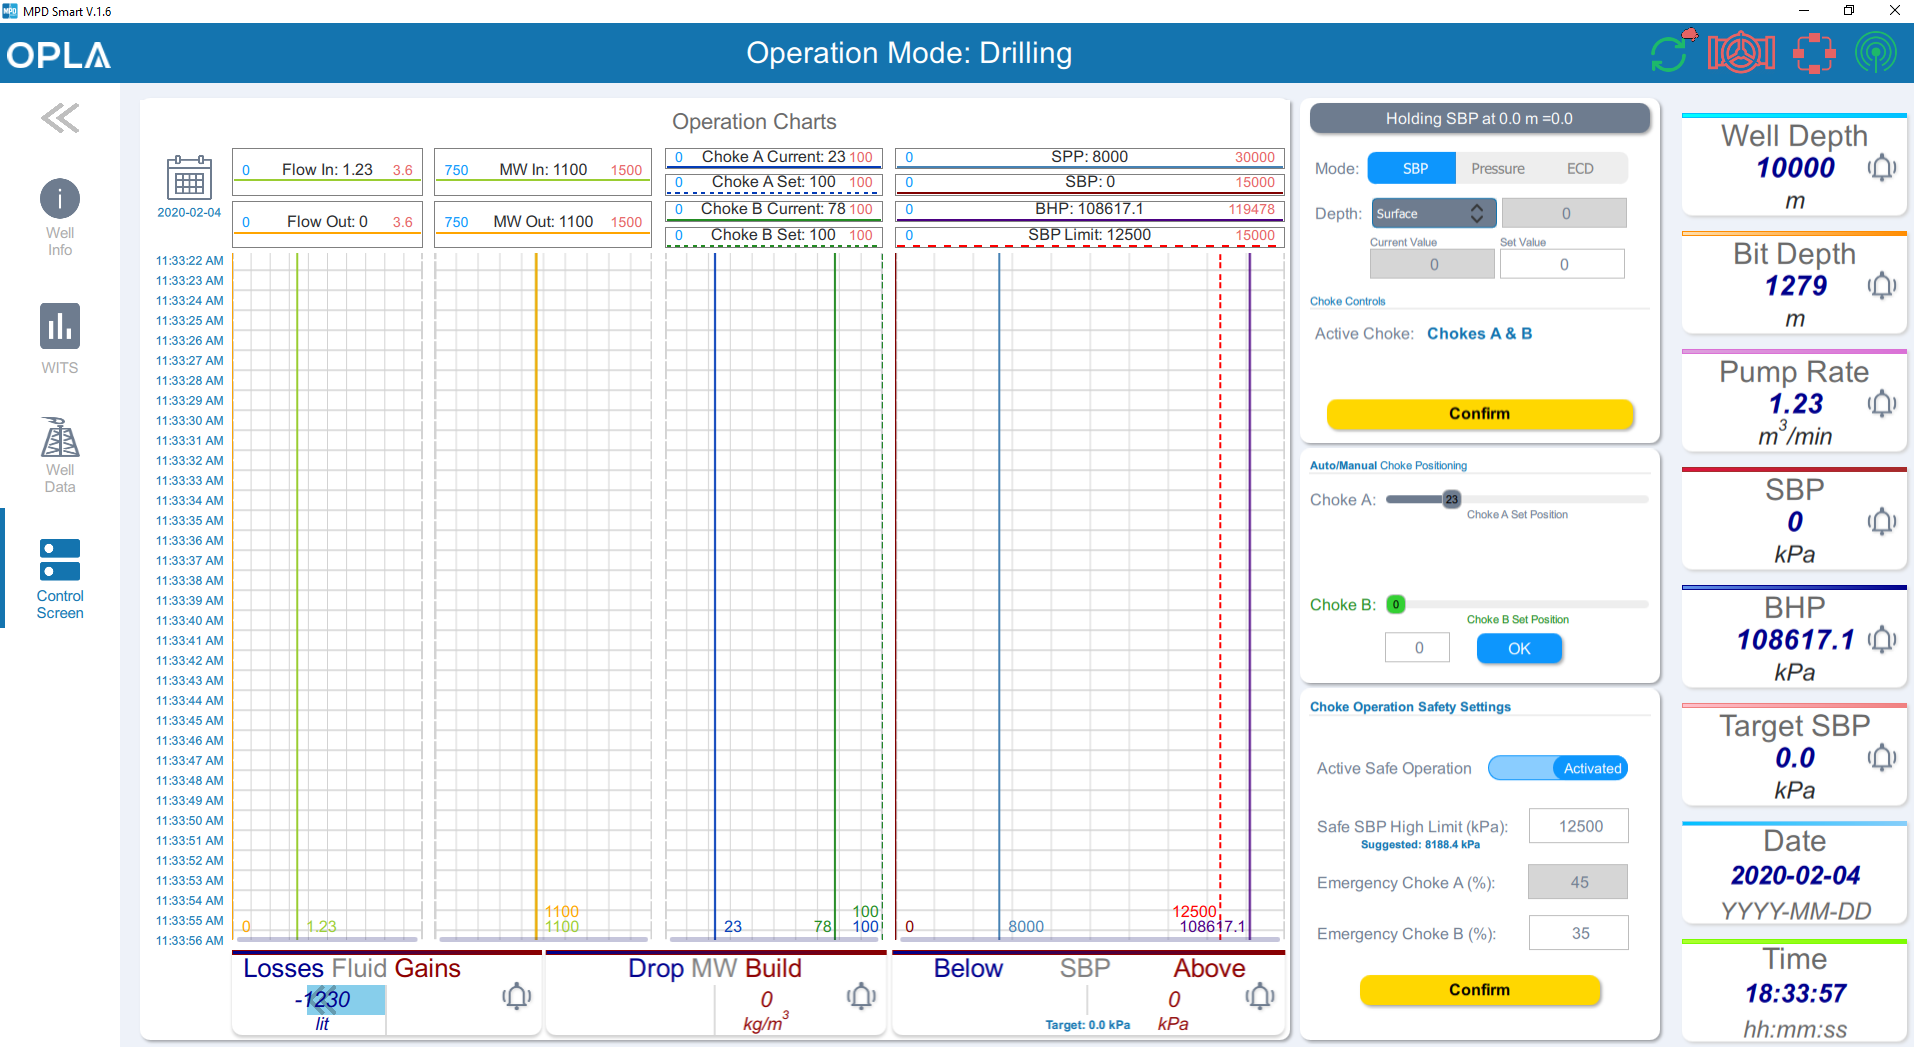 MPD Smart V.1.6
OPLA
Operation Mode: Drilling
Well
Info
WITS
Well
Data
Control
Screen
Operation Charts
2020-02-04
0 Flow In: 1.23 3.6
0 Flow Out: 0 3.6
750 MW In: 1100 1500
750 MW Out: 1100 1500
0 Choke A Current: 23 100
0 Choke A Set: 100 100
0 Choke B Current: 78 100
0 Choke B Set: 100 100
0 SPP: 8000 30000
0 SBP: 0 15000
0 BHP: 108617.1 119478
0 SBP Limit: 12500 15000
11:33:22 AM
11:33:23 AM
11:33:24 AM
11:33:25 AM
11:33:26 AM
11:33:27 AM
11:33:28 AM
11:33:29 AM
11:33:30 AM
11:33:31 AM
11:33:32 AM
11:33:33 AM
11:33:34 AM
11:33:35 AM
11:33:36 AM
11:33:37 AM
11:33:38 AM
11:33:39 AM
11:33:40 AM
11:33:41 AM
11:33:42 AM
11:33:43 AM
11:33:44 AM
11:33:45 AM
11:33:46 AM
11:33:47 AM
11:33:48 AM
11:33:49 AM
11:33:50 AM
11:33:51 AM
11:33:52 AM
11:33:53 AM
11:33:54 AM
11:33:55 AM
11:33:56 AM
0 1.23
1100
1100
23 78
100
100
0 8000
12500
108617.1
Losses Fluid Gains
-1230
lit
Drop MW Build
0
kg/m3
Below SBP Above
0
Target: 0.0 kPa kPa
Holding SBP at 0.0 m =0.0
Mode: SBP Pressure ECD
Depth: Surface 0
Current Value Set Value
0 0
Choke Controls
Active Choke: Chokes A & B
Confirm
Auto/Manual Choke Positioning
Choke A: 23
Choke A Set Position
Choke B: 0
Choke B Set Position
0 OK
Choke Operation Safety Settings
Active Safe Operation Activated
Safe SBP High Limit (kPa): 12500
Suggested: 8188.4 kPa
Emergency Choke A (%): 45
Emergency Choke B (%): 35
Confirm
Well Depth
10000
m
Bit Depth
1279
m
Pump Rate
1.23
m3/min
SBP
0
kPa
BHP
108617.1
kPa
Target SBP
0.0
kPa
Date
2020-02-04
YYYY-MM-DD
Time
18:33:57
hh:mm:ss